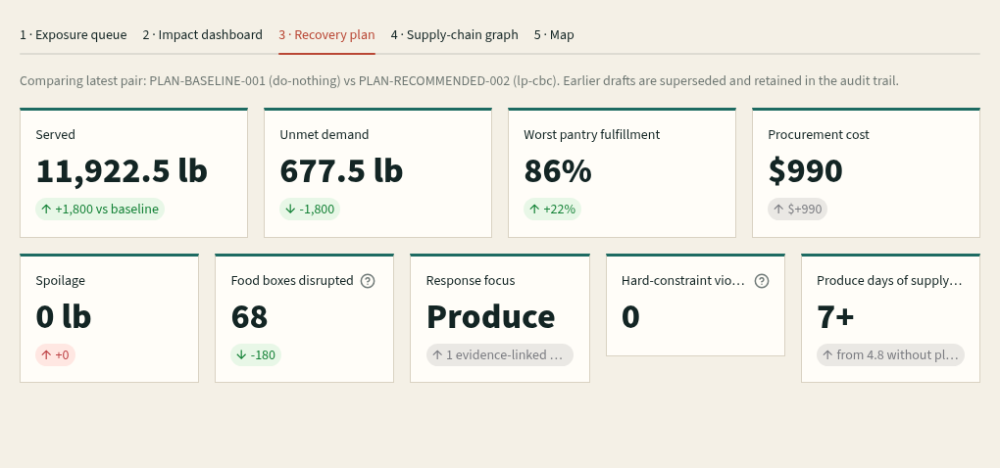 1 · Exposure queue 2 · Impact dashboard 3 · Recovery plan 4 · Supply-chain graph 5 · Map
Comparing latest pair: PLAN-BASELINE-001 (do-nothing) vs PLAN-RECOMMENDED-002 (lp-cbc). Earlier drafts are superseded and retained in the audit trail.
Served
11,922.5 lb
↑ +1,800 vs baseline
Unmet demand
677.5 lb
↓ -1,800
Worst pantry fulfillment
86%
↑ +22%
Procurement cost
$990
↑ $+990
Spoilage
0 lb
↑ +0
Food boxes disrupted
68
↓ -180
Response focus
Produce
↑ 1 evidence-linked …
Hard-constraint vio…
0
Produce days of supply…
7+
↑ from 4.8 without pl…